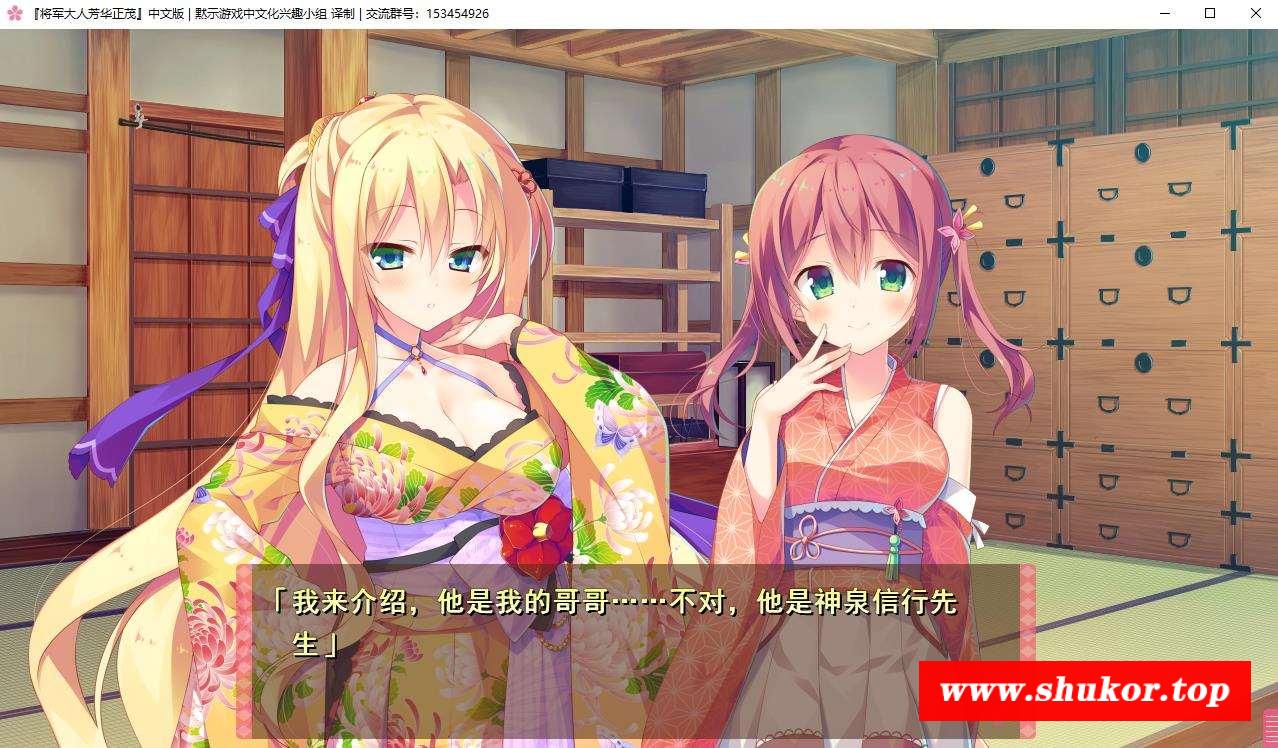 『将军大人芳华正茂』中文版 | 默示游戏中文化兴趣小组 译制 | 交流群号：153454926
「我来介绍，他是我的哥哥……不对，他是神泉信行先
生」
www.shukor.top